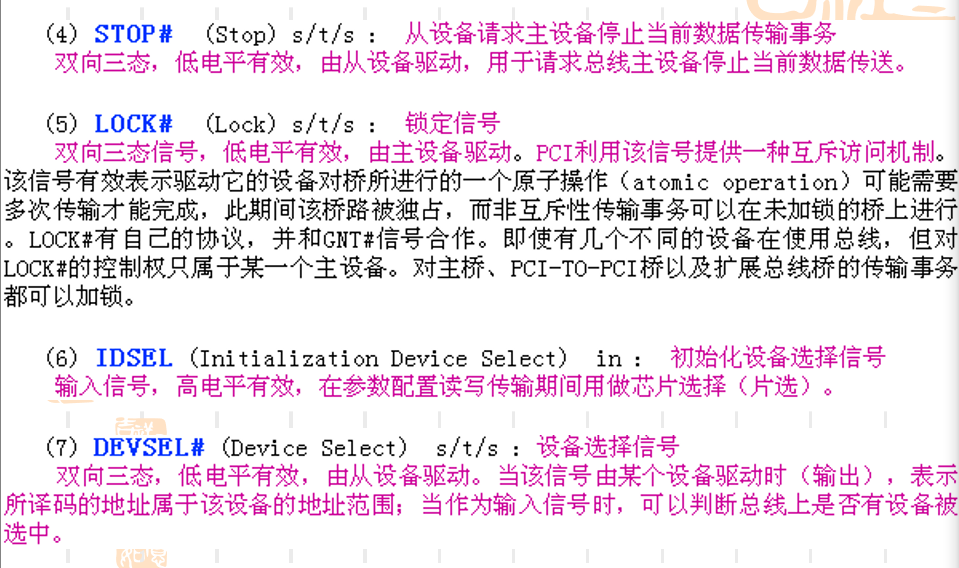 (4) STOP# (Stop) s/t/s： 从设备请求主设备停止当前数据传输事务
双向三态，低电平有效，由从设备驱动，用于请求总线主设备停止当前数据传送。
(5) LOCK# (Lock) s/t/s： 锁定信号
双向三态信号，低电平有效，由主设备驱动。PCI利用该信号提供一种互斥访问机制。
该信号有效表示驱动它的设备对桥所进行的一个原子操作（atomic operation）可能需要
多次传输才能完成，此期间该桥路被独占，而非互斥性传输事务可以在未加锁的桥上进行
。LOCK#有自己的协议，并和GNT#信号合作。即使有几个不同的设备在使用总线，但对
LOCK#的控制权只属于某一个主设备。对主桥、PCI-TO-PCI桥以及扩展总线桥的传输事务
都可以加锁。
(6) IDSEL (Initialization Device Select) in： 初始化设备选择信号
输入信号，高电平有效，在参数配置读写传输期间用做芯片选择（片选）。
(7) DEVSEL# (Device Select) s/t/s：设备选择信号
双向三态，低电平有效，由从设备驱动。当该信号由某个设备驱动时（输出），表示
所译码的地址属于该设备的地址范围；当作为输入信号时，可以判断总线上是否有设备被
选中。